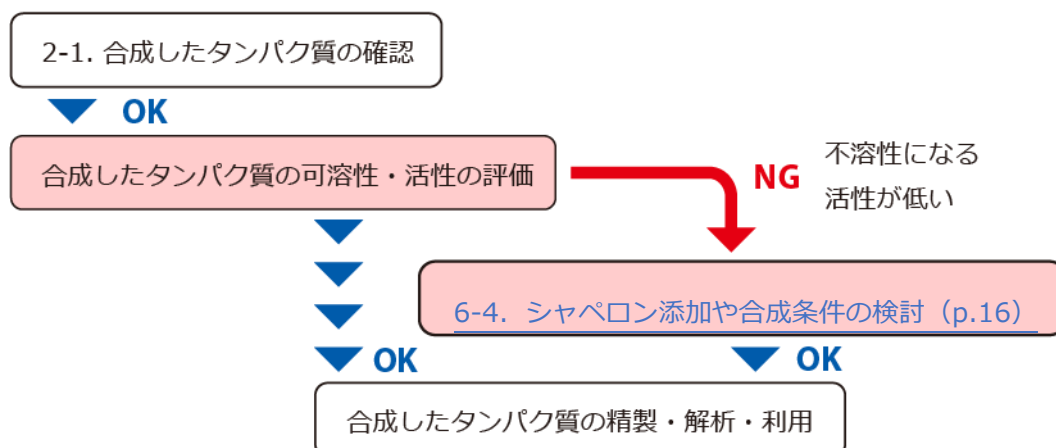 2-1. 合成したタンパク質の確認
OK
合成したタンパク質の可溶性・活性の評価
NG
不溶性になる
活性が低い
6-4. シャペロン添加や合成条件の検討（p.16）
OK
OK
合成したタンパク質の精製・解析・利用